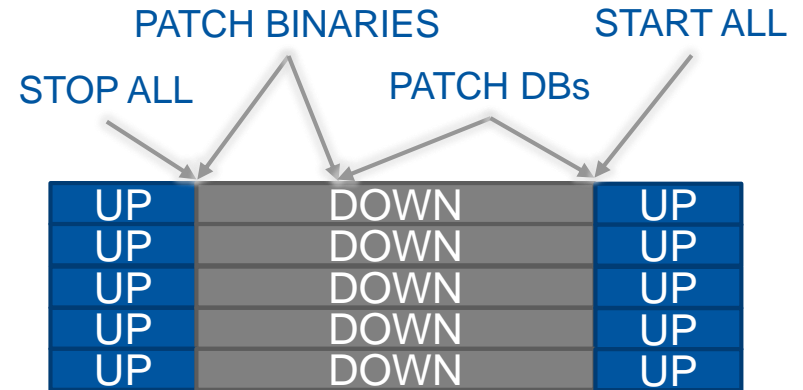 PATCH BINARIES
START ALL
STOP ALL
PATCH DBs
UP DOWN UP
UP DOWN UP
UP DOWN UP
UP DOWN UP
UP DOWN UP